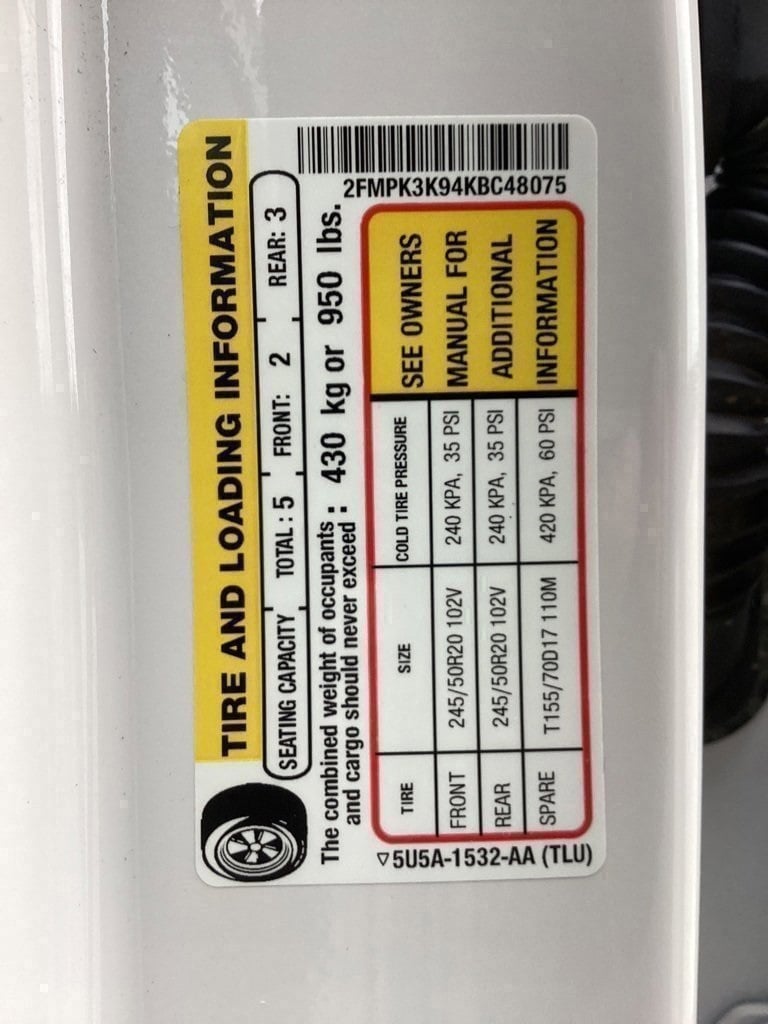 TIRE AND LOADING INFORMATION
SEATING CAPACITY TOTAL : 5 FRONT: 2 REAR: 3
The combined weight of occupants
and cargo should never exceed : 430 kg or 950 lbs.
TIRE SIZE COLD TIRE PRESSURE
FRONT 245/50R20 102V 240 KPA, 35 PSI
REAR 245/50R20 102V 240 KPA, 35 PSI
SPARE T155/70D17 110M 420 KPA, 60 PSI
SEE OWNERS
MANUAL FOR
ADDITIONAL
INFORMATION
2FMPK3K94KBC48075
▽5U5A-1532-AA (TLU)